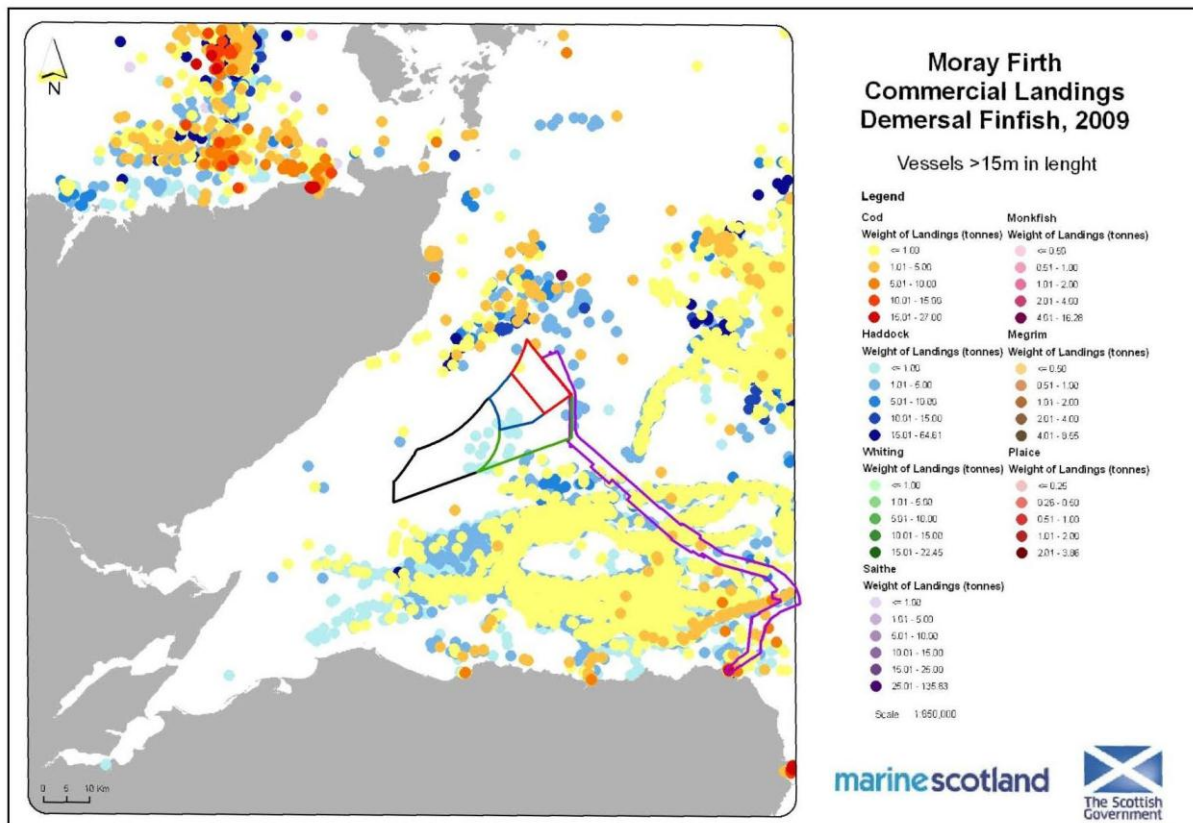 N
0 5 10 Km
Moray Firth
Commercial Landings
Demersal Finfish, 2009
Vessels >15m in lenght
Legend
Cod
Weight of Landings (tonnes)
<= 1.00
1.01 - 5.00
5.01 - 10.00
10.01 - 15.00
15.01 - 27.00
Haddock
Weight of Landings (tonnes)
<= 1.00
1.01 - 5.00
5.01 - 10.00
10.01 - 15.00
15.01 - 64.61
Whiting
Weight of Landings (tonnes)
<= 1.00
1.01 - 5.00
5.01 - 10.00
10.01 - 15.00
15.01 - 22.45
Saithe
Weight of Landings (tonnes)
<= 1.00
1.01 - 5.00
5.01 - 10.00
10.01 - 15.00
15.01 - 25.00
25.01 - 135.63
Monkfish
Weight of Landings (tonnes)
<= 0.50
0.51 - 1.00
1.01 - 2.00
2.01 - 4.00
4.01 - 16.28
Megrim
Weight of Landings (tonnes)
<= 0.50
0.51 - 1.00
1.01 - 2.00
2.01 - 4.00
Plaice
Weight of Landings (tonnes)
<= 0.25
0.26 - 0.50
0.51 - 1.00
1.01 - 2.00
Scale 1:650,000
marinescotland
The Scottish
Government